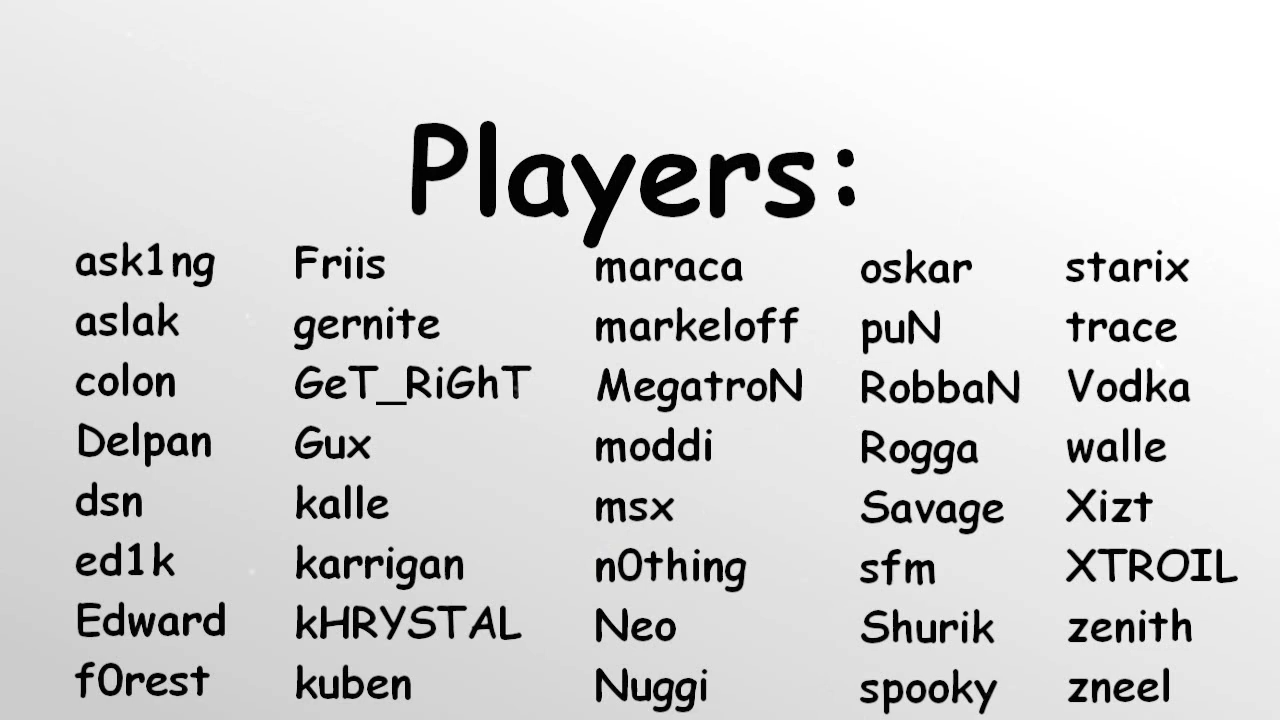 Players:
ask1ng Friis maraca oskar starix
aslak gernite markeloff puN trace
colon GeT_RiGhT MegatroN RobbaN Vodka
Delpan Gux moddi Rogga walle
dsn kalle msx Savage Xizt
ed1k karrigan n0thing sfm XTROIL
Edward kHRYSTAL Neo Shurik zenith
f0rest kuben Nuggi spooky zneel